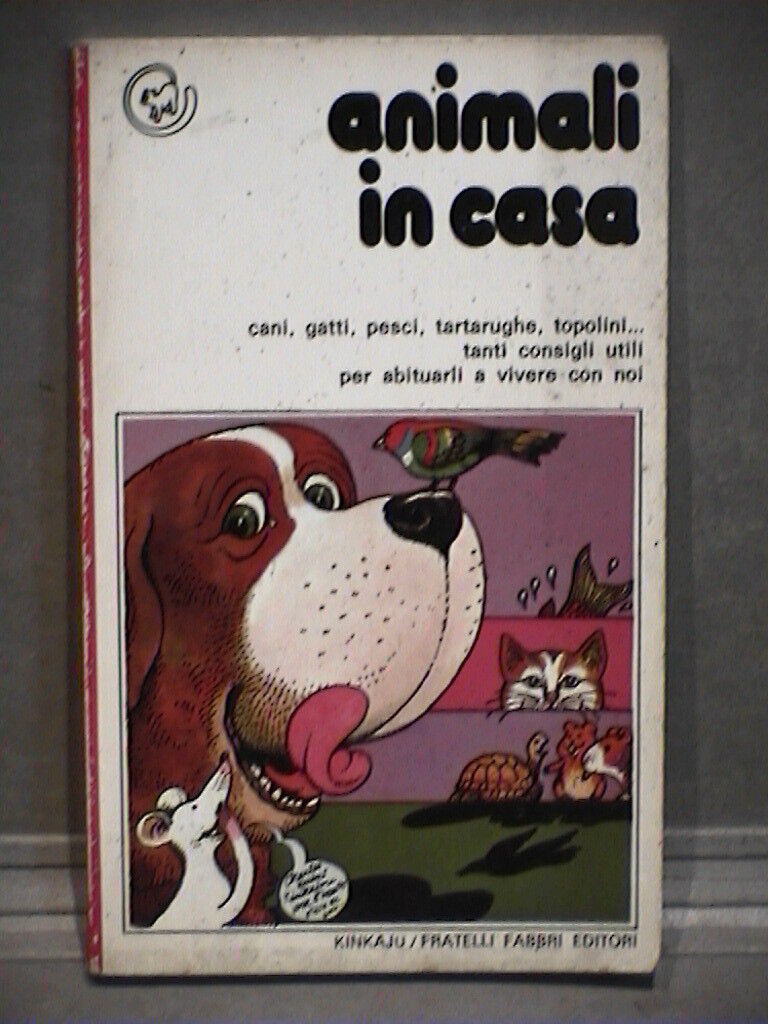 animali
in casa
cani, gatti, pesci, tartarughe, topolini...
tanti consigli utili
per abituarli a vivere con noi
KINKAJU/FRATELLI FABBRI EDITORI